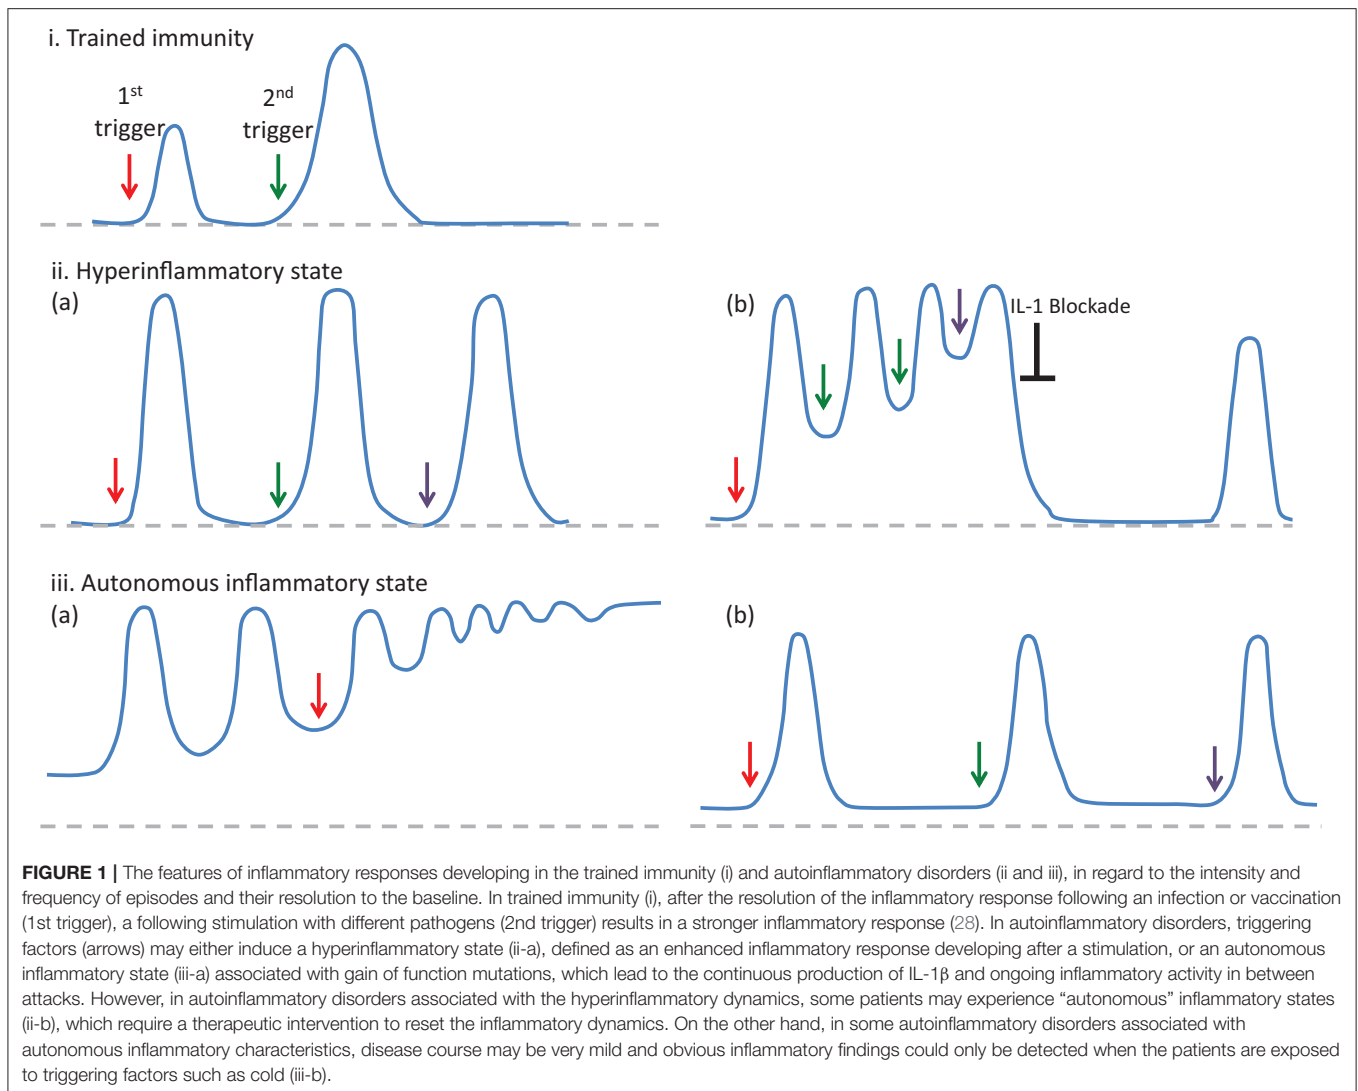 i. Trained immunity
1st
trigger
2nd
trigger
ii. Hyperinflammatory state
(a)
(b)
IL-1 Blockade
iii. Autonomous inflammatory state
(a)
(b)
FIGURE 1 | The features of inflammatory responses developing in the trained immunity (i) and autoinflammatory disorders (ii and iii), in regard to the intensity and
frequency of episodes and their resolution to the baseline. In trained immunity (i), after the resolution of the inflammatory response following an infection or vaccination
(1st trigger), a following stimulation with different pathogens (2nd trigger) results in a stronger inflammatory response (28). In autoinflammatory disorders, triggering
factors (arrows) may either induce a hyperinflammatory state (ii-a), defined as an enhanced inflammatory response developing after a stimulation, or an autonomous
inflammatory state (iii-a) associated with gain of function mutations, which lead to the continuous production of IL-1β and ongoing inflammatory activity in between
attacks. However, in autoinflammatory disorders associated with the hyperinflammatory dynamics, some patients may experience “autonomous” inflammatory states
(ii-b), which require a therapeutic intervention to reset the inflammatory dynamics. On the other hand, in some autoinflammatory disorders associated with
autonomous inflammatory characteristics, disease course may be very mild and obvious inflammatory findings could only be detected when the patients are exposed
to triggering factors such as cold (iii-b).